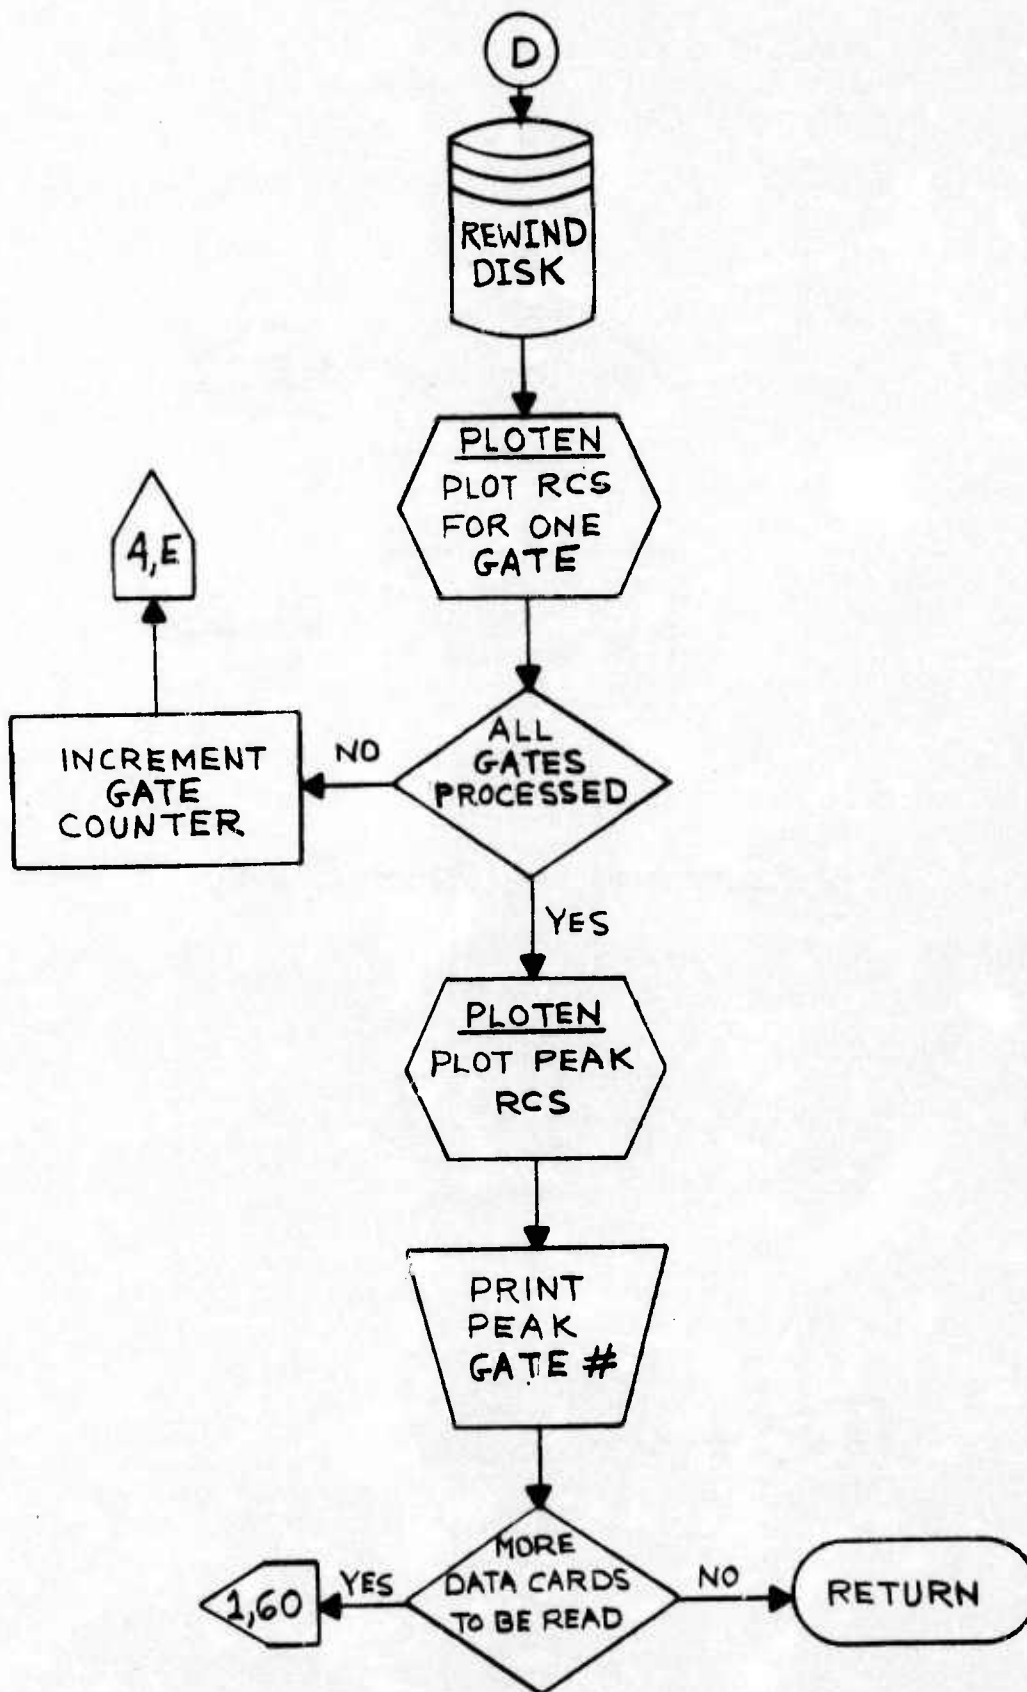 D
REWIND
DISK
PLOTEN
PLOT RCS
FOR ONE
GATE
4,E
ALL
GATES
PROCESSED
NO
INCREMENT
GATE
COUNTER
YES
PLOTEN
PLOT PEAK
RCS
PRINT
PEAK
GATE #
MORE
DATA CARDS
TO BE READ
YES
1,60
NO
RETURN